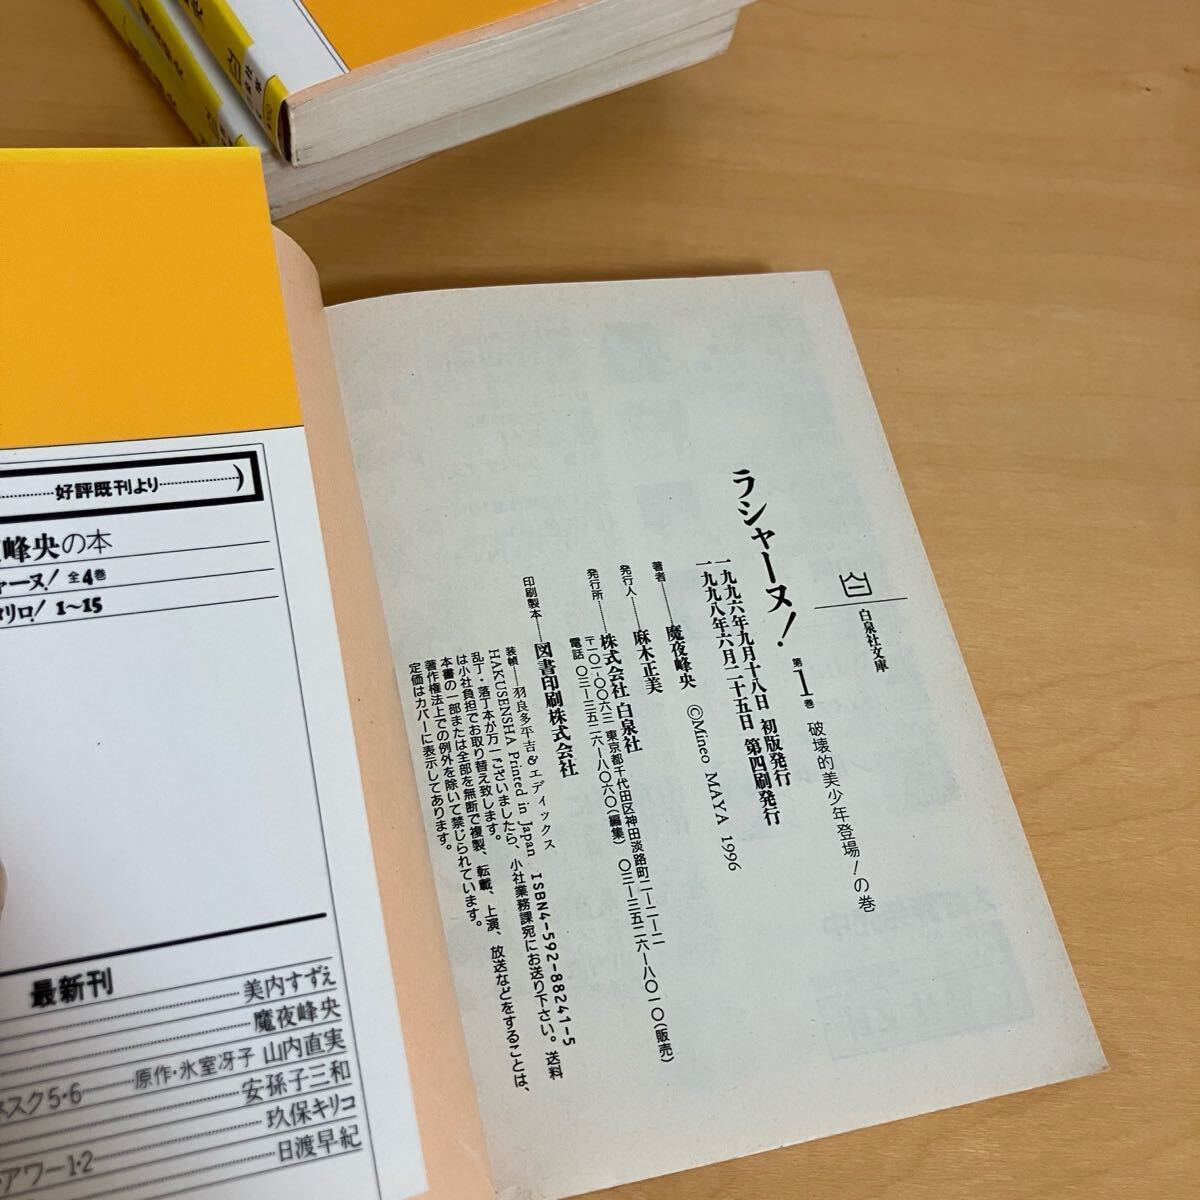 白泉社文庫
ラシャーヌ! 第1巻 破壊的美少年登場!の巻
一九九六年九月十八日 初版発行
一九九八年六月二十五日 第四刷発行
著者――魔夜峰央 ©Mineo MAYA 1996
発行人――麻木正美
発行所――株式会社 白泉社
〒一〇一-〇〇六三 東京都千代田区神田淡路町二-二-二
電話 〇三-三五二六-八〇六〇(編集) 〇三-三五二六-八〇一〇(販売)
印刷製本――図書印刷株式会社
装幀――羽良多平吉&エディックス
HAKUSENSHA Printed in Japan ISBN4-592-88241-5
乱丁・落丁本が万一ございましたら、小社業務課宛にお送り下さい。送料
は小社負担でお取り替え致します。
本書の一部または全部を無断で複製、転載、上演、放送などをすることは、
著作権法上での例外を除いて禁じられています。
定価はカバーに表示してあります。
好評既刊より
峰央の本
ャーヌ! 全4巻
リロ! 1〜15
最新刊
美内すずえ
魔夜峰央
ネスク5・6 原作・氷室冴子 山内直実
安孫子三和
玖保キリコ
アワー1・2 日渡早紀